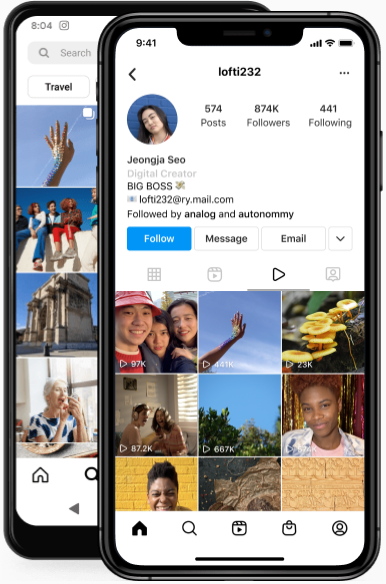 8:04
Search
Travel
9:41
lofti232
574
874K
441
Posts
Followers
Following
Jeongja Seo
Digital Creator
BIG BOSS
lofti232@ry.mail.com
Followed by analog and autonommy
Follow
Message
Email
97K
441K
23K
87.2K
667K